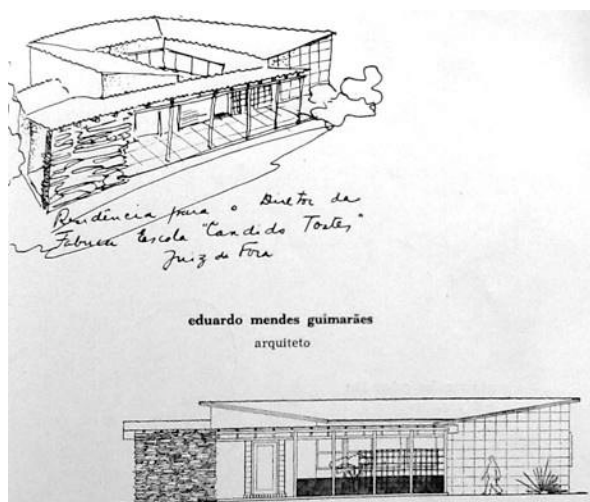 Residência para o Diretor da
Fabrica Escola "Candido Tostes"
Juiz de Fora
eduardo mendes guimarães
arquiteto